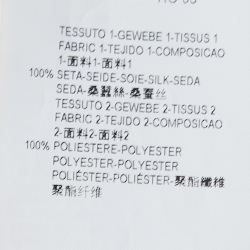 TESSUTO 1-GEWEBE 1-TISSUS 1
FABRIC 1-TEJIDO 1-COMPOSICAO
1-面料1-面料1
100% SETA-SEIDE-SOIE-SILK-SEDA
SEDA-桑蠶絲-桑蚕丝
TESSUTO 2-GEWEBE 2-TISSUS 2
FABRIC 2-TEJIDO 2-COMPOSICAO
2-面料2-面料2
100% POLIESTERE-POLYESTER
POLYESTER-POLYESTER
POLIÉSTER-POLIÉSTER-聚酯纖維
聚酯纤维